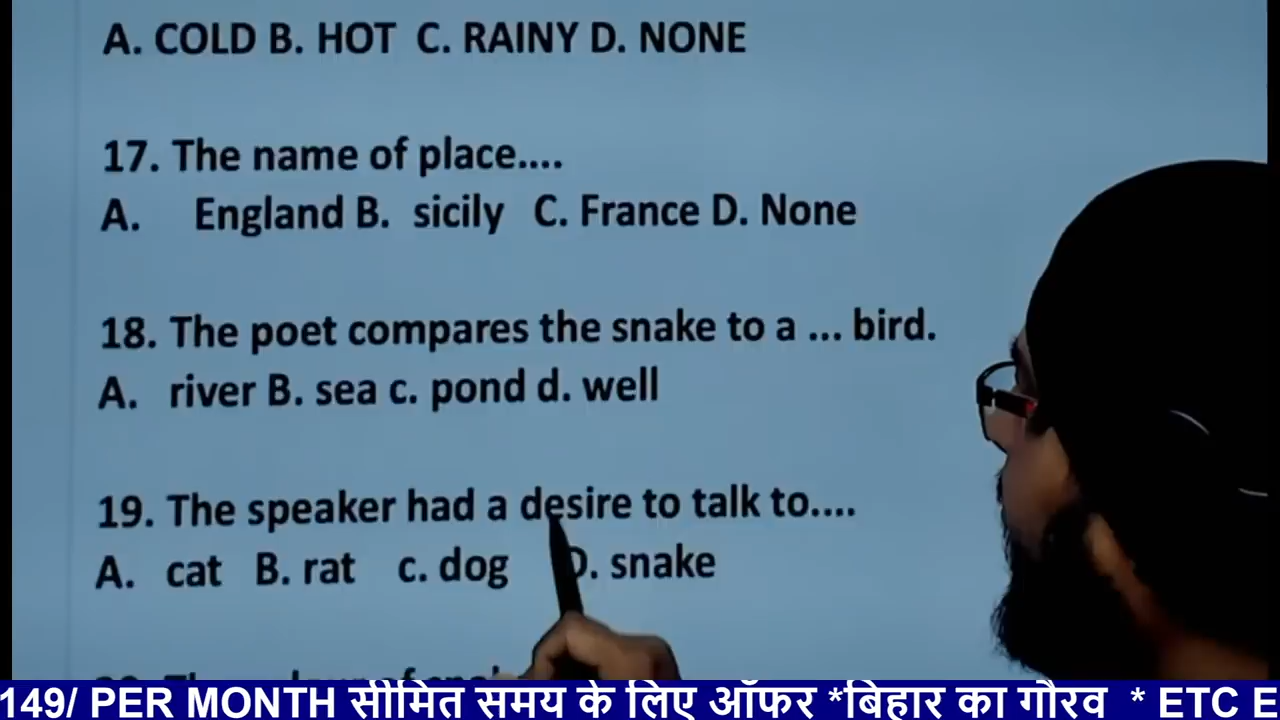 A. COLD B. HOT C. RAINY D. NONE
17. The name of place....
A. England B. sicily C. France D. None
18. The poet compares the snake to a ... bird.
A. river B. sea c. pond d. well
19. The speaker had a desire to talk to....
A. cat B. rat c. dog D. snake
149/ PER MONTH सीमित समय के लिए ऑफर *बिहार का गौरव * ETC E